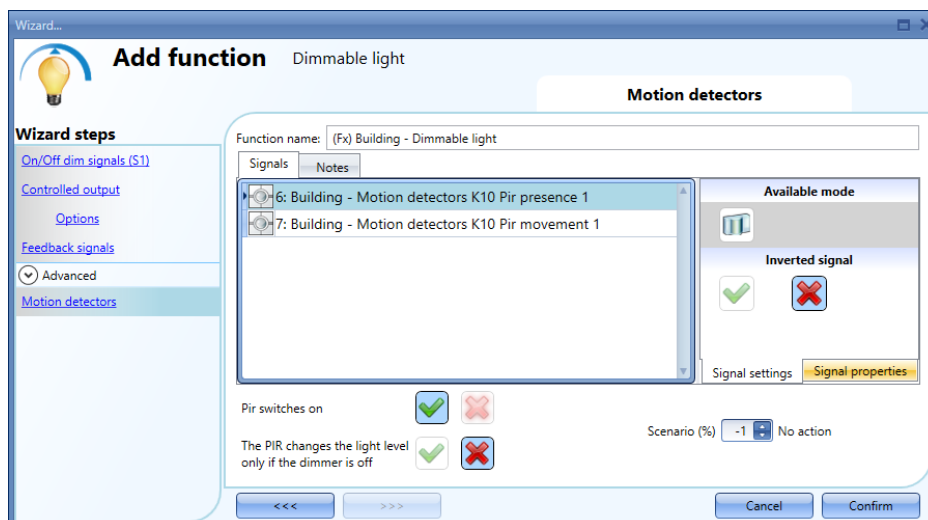 Wizard...
Add function Dimmable light
Motion detectors
Wizard steps
On/Off dim signals (S1)
Controlled output
Options
Feedback signals
Advanced
Motion detectors
Function name: (Fx) Building - Dimmable light
Signals Notes
6: Building - Motion detectors K10 Pir presence 1
7: Building - Motion detectors K10 Pir movement 1
Available mode
Inverted signal
Signal settings Signal properties
Pir switches on
The PIR changes the light level
only if the dimmer is off
Scenario (%) -1 No action
<<< >>> Cancel Confirm